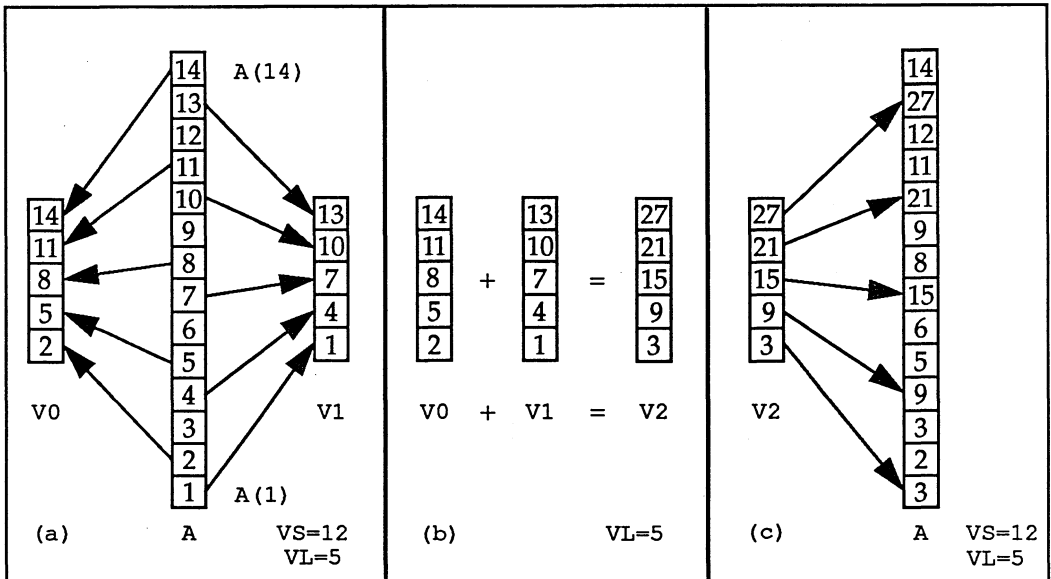 14 A(14)
13
12
11
10
9
8
7
6
5
4
3
2
1 A(1)
14
11
8
5
2
V0
13
10
7
4
1
V1
(a) A VS=12
VL=5
14 13 27
11 10 21
8 + 7 = 15
5 4 9
2 1 3
V0 + V1 = V2
(b) VL=5
27
21
15
9
3
V2
14
27
12
11
21
9
8
15
6
5
9
3
2
3
(c) A VS=12
VL=5